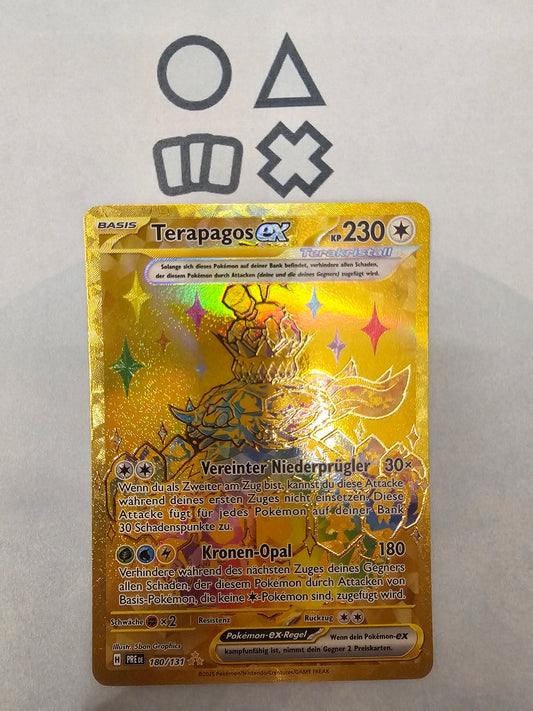 BASIS Terapagos ex KP 230
Terakristall
Solange sich dieses Pokémon auf deiner Bank befindet, verhindere allen Schaden,
der diesem Pokémon durch Attacken (deine und die deines Gegners) zugefügt wird.
Vereinter Niederprügler 30×
Wenn du als Zweiter am Zug bist, kannst du diese Attacke
während deines ersten Zuges nicht einsetzen. Diese
Attacke fügt für jedes Pokémon auf deiner Bank
30 Schadenspunkte zu.
Kronen-Opal 180
Verhindere während des nächsten Zuges deines Gegners
allen Schaden, der diesem Pokémon durch Attacken von
Basis-Pokémon, die keine -Pokémon sind, zugefügt wird.
Schwäche ×2 Resistenz Rückzug
Illustr. 5ban Graphics
Pokémon-ex-Regel Wenn dein Pokémon-ex
kampfunfähig ist, nimmt dein Gegner 2 Preiskarten.
H PRE DE 180/131
©2025 Pokémon/Nintendo/Creatures/GAME FREAK